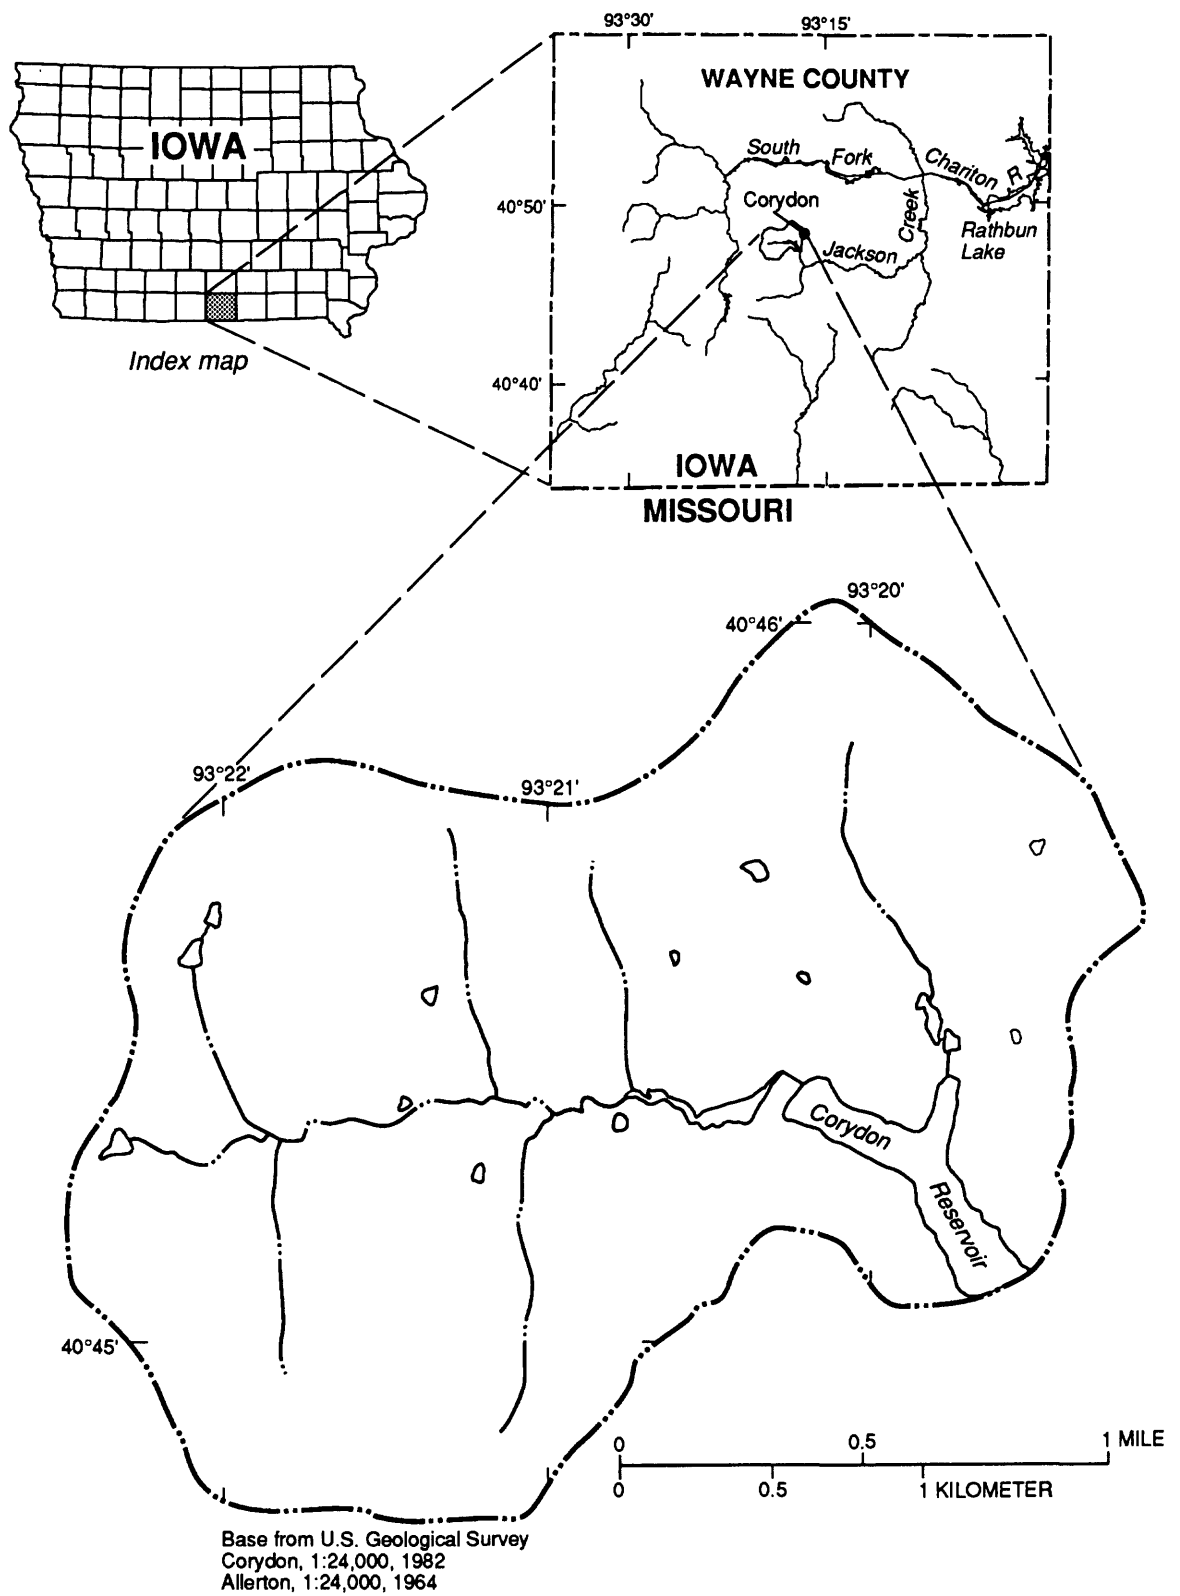 93°30'
93°15'
WAYNE COUNTY
IOWA
South
Fork
Chariton
R
Corydon
40°50'
Creek
Rathbun
Lake
Jackson
Index map
40°40'
IOWA
MISSOURI
93°20'
40°46'
93°22'
93°21'
Corydon
Reservoir
40°45'
0
0.5
1 MILE
0
0.5
1 KILOMETER
Base from U.S. Geological Survey
Corydon, 1:24,000, 1982
Allerton, 1:24,000, 1964